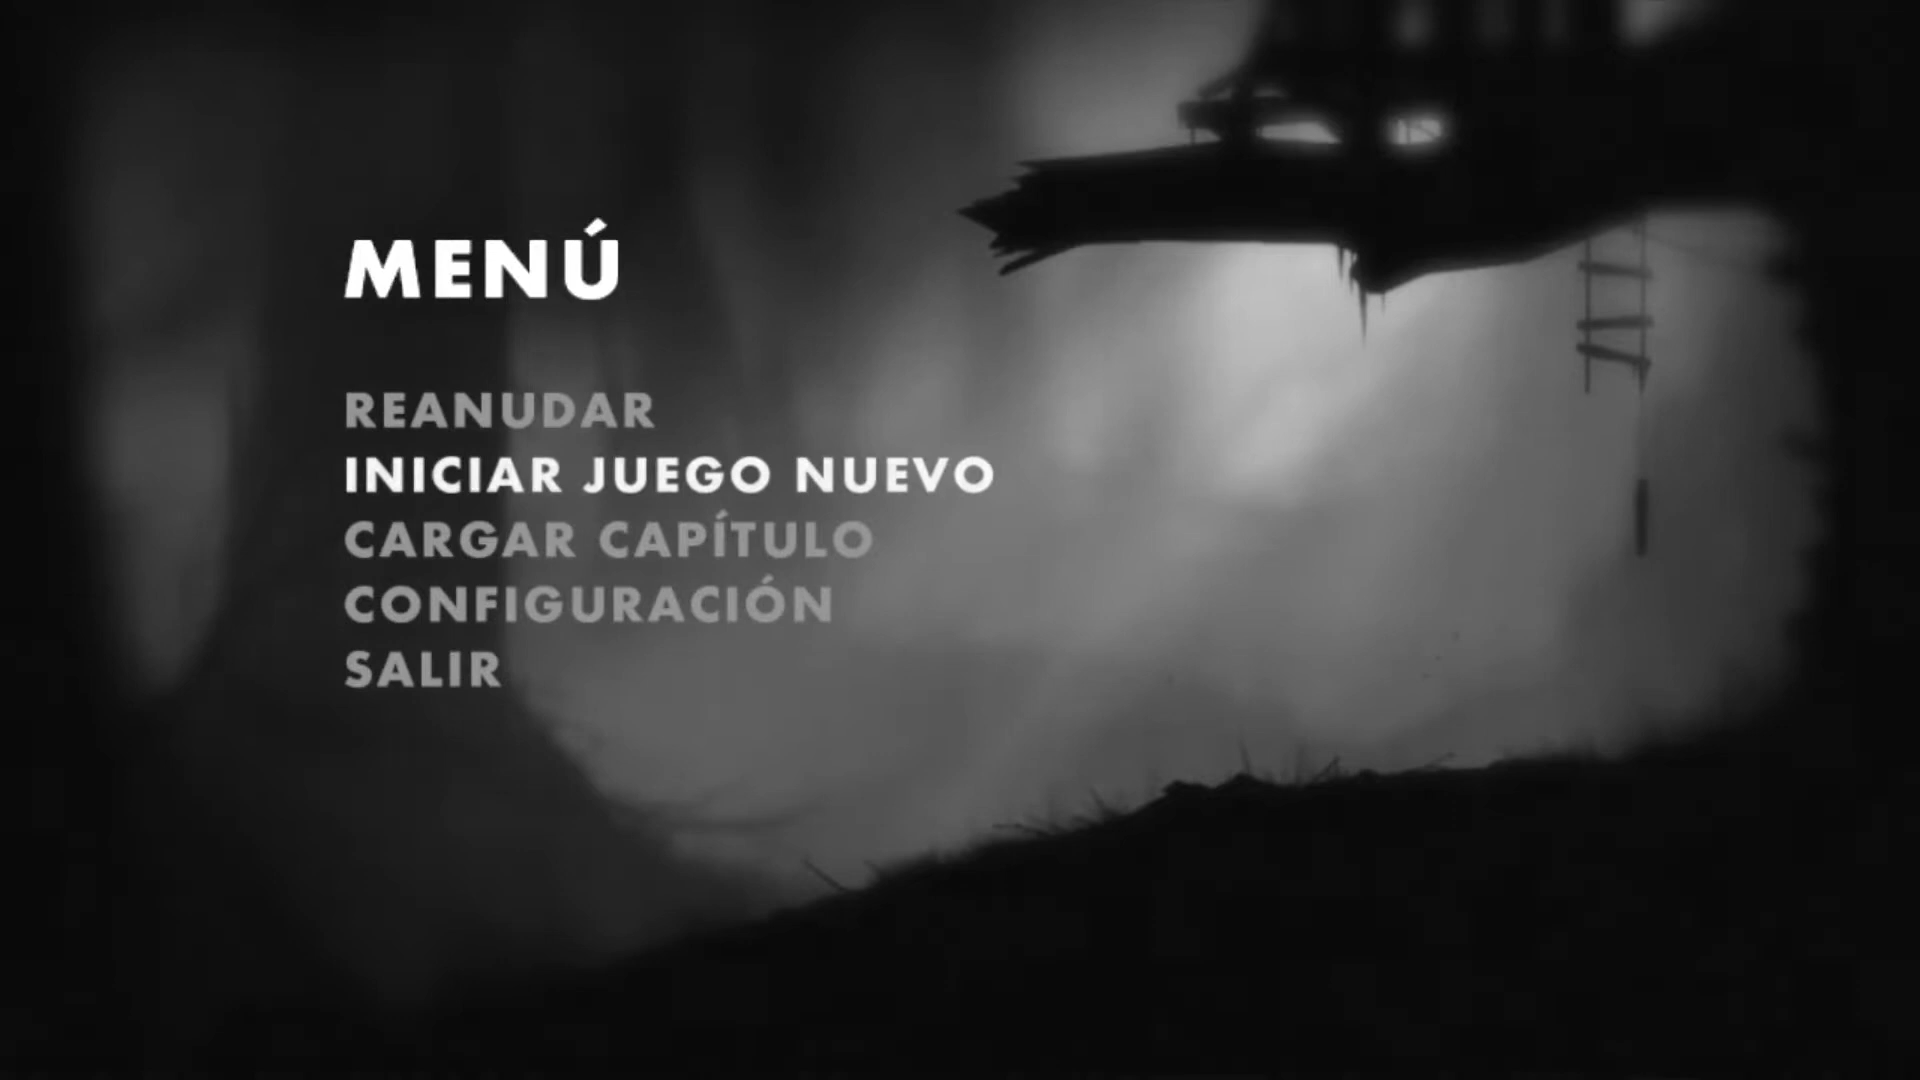 MENÚ
REANUDAR
INICIAR JUEGO NUEVO
CARGAR CAPÍTULO
CONFIGURACIÓN
SALIR